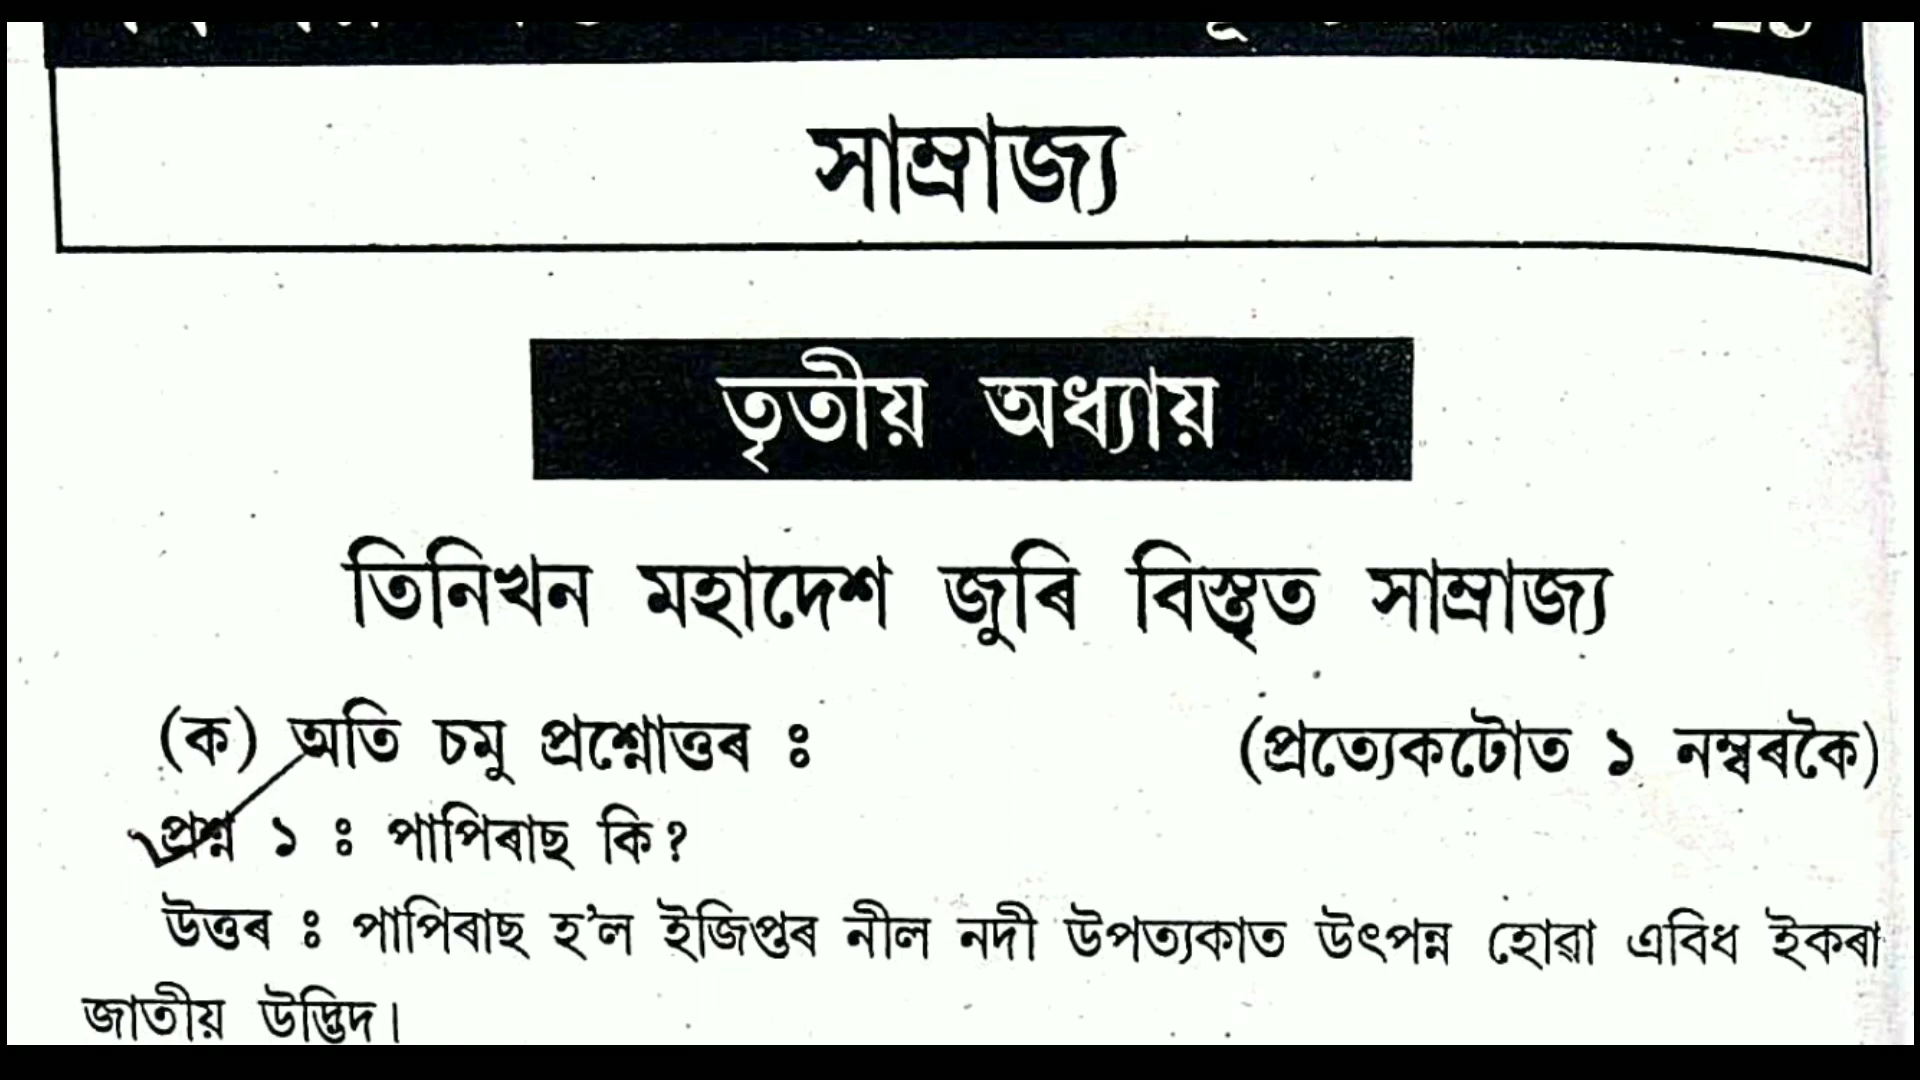 সাম্ৰাজ্য
তৃতীয় অধ্যায়
তিনিখন মহাদেশ জুৰি বিস্তৃত সাম্ৰাজ্য
(ক) অতি চমু প্ৰশ্নোত্তৰ ঃ (প্ৰত্যেকটোত ১ নম্বৰকৈ)
প্ৰশ্ন ১ ঃ পাপিৰাছ কি?
উত্তৰ ঃ পাপিৰাছ হ'ল ইজিপ্তৰ নীল নদী উপত্যকাত উৎপন্ন হোৱা এবিধ ইকৰা
জাতীয় উদ্ভিদ।